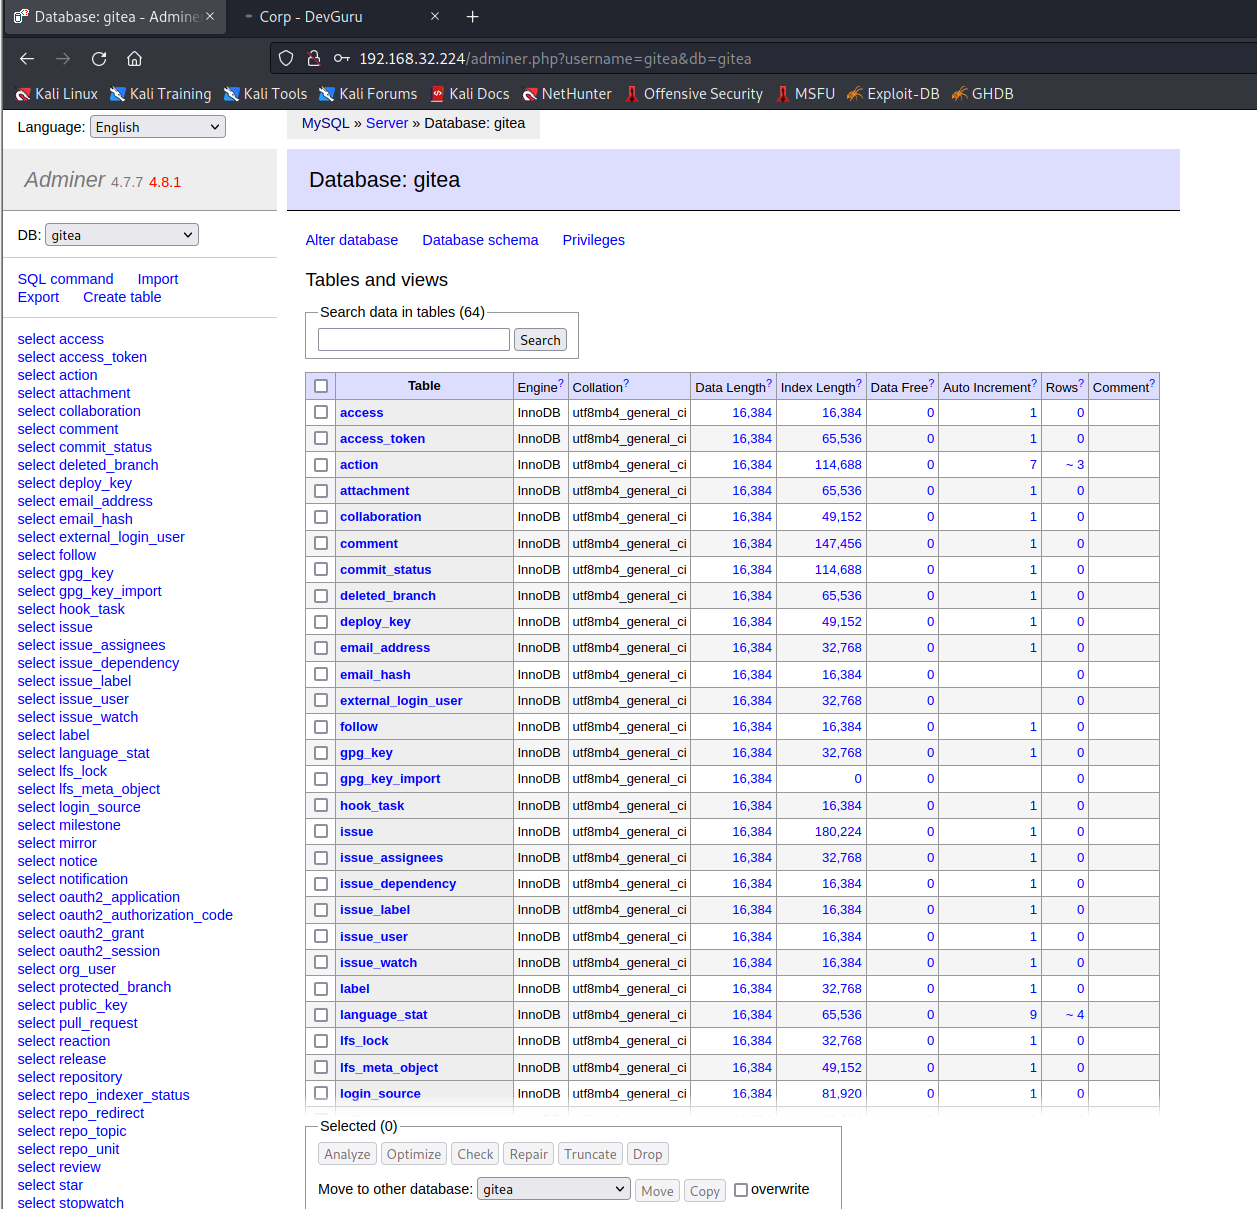 Database: gitea - Admine
Corp - DevGuru
192.168.32.224/adminer.php?username=gitea&db=gitea
Kali Linux Kali Training Kali Tools Kali Forums Kali Docs NetHunter Offensive Security MSFU Exploit-DB GHDB
Language: English
MySQL » Server » Database: gitea
Adminer 4.7.7 4.8.1
Database: gitea
DB: gitea
Alter database Database schema Privileges
SQL command Import
Export Create table
Tables and views
Search data in tables (64)
Search
select access
select access_token
select action
select attachment
select collaboration
select comment
select commit_status
select deleted_branch
select deploy_key
select email_address
select email_hash
select external_login_user
select follow
select gpg_key
select gpg_key_import
select hook_task
select issue
select issue_assignees
select issue_dependency
select issue_label
select issue_user
select issue_watch
select label
select language_stat
select lfs_lock
select lfs_meta_object
select login_source
select milestone
select mirror
select notice
select notification
select oauth2_application
select oauth2_authorization_code
select oauth2_grant
select oauth2_session
select org_user
select protected_branch
select public_key
select pull_request
select reaction
select release
select repository
select repo_indexer_status
select repo_redirect
select repo_topic
select repo_unit
select review
select star
select stopwatch
Table Engine? Collation? Data Length? Index Length? Data Free? Auto Increment? Rows? Comment?
access InnoDB utf8mb4_general_ci 16,384 16,384 0 1 0
access_token InnoDB utf8mb4_general_ci 16,384 65,536 0 1 0
action InnoDB utf8mb4_general_ci 16,384 114,688 0 7 ~ 3
attachment InnoDB utf8mb4_general_ci 16,384 65,536 0 1 0
collaboration InnoDB utf8mb4_general_ci 16,384 49,152 0 1 0
comment InnoDB utf8mb4_general_ci 16,384 147,456 0 1 0
commit_status InnoDB utf8mb4_general_ci 16,384 114,688 0 1 0
deleted_branch InnoDB utf8mb4_general_ci 16,384 65,536 0 1 0
deploy_key InnoDB utf8mb4_general_ci 16,384 49,152 0 1 0
email_address InnoDB utf8mb4_general_ci 16,384 32,768 0 1 0
email_hash InnoDB utf8mb4_general_ci 16,384 16,384 0 0
external_login_user InnoDB utf8mb4_general_ci 16,384 32,768 0 0
follow InnoDB utf8mb4_general_ci 16,384 16,384 0 1 0
gpg_key InnoDB utf8mb4_general_ci 16,384 32,768 0 1 0
gpg_key_import InnoDB utf8mb4_general_ci 16,384 0 0 0
hook_task InnoDB utf8mb4_general_ci 16,384 16,384 0 1 0
issue InnoDB utf8mb4_general_ci 16,384 180,224 0 1 0
issue_assignees InnoDB utf8mb4_general_ci 16,384 32,768 0 1 0
issue_dependency InnoDB utf8mb4_general_ci 16,384 16,384 0 1 0
issue_label InnoDB utf8mb4_general_ci 16,384 16,384 0 1 0
issue_user InnoDB utf8mb4_general_ci 16,384 16,384 0 1 0
issue_watch InnoDB utf8mb4_general_ci 16,384 16,384 0 1 0
label InnoDB utf8mb4_general_ci 16,384 32,768 0 1 0
language_stat InnoDB utf8mb4_general_ci 16,384 65,536 0 9 ~ 4
lfs_lock InnoDB utf8mb4_general_ci 16,384 32,768 0 1 0
lfs_meta_object InnoDB utf8mb4_general_ci 16,384 49,152 0 1 0
login_source InnoDB utf8mb4_general_ci 16,384 81,920 0 1 0
Selected (0)
Analyze Optimize Check Repair Truncate Drop
Move to other database: gitea Move Copy overwrite